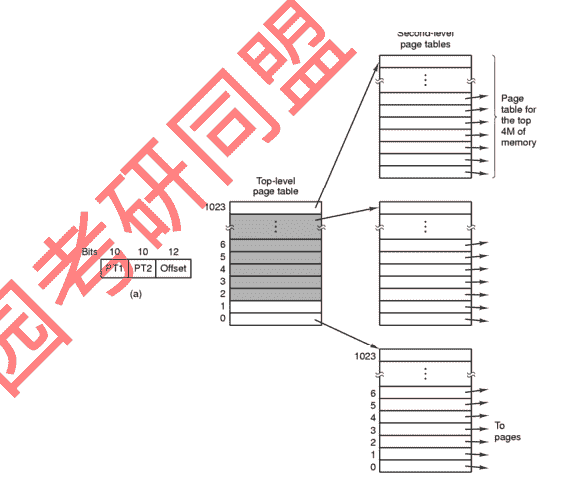 Second-level
page tables
Page
table for
the top
4M of
memory
Top-level
page table
1023
6
5
4
3
2
1
0
Bits 10 10 12
PT1 PT2 Offset
(a)
1023
6
5
4
3
2
1
0
To
pages
园考研同盟